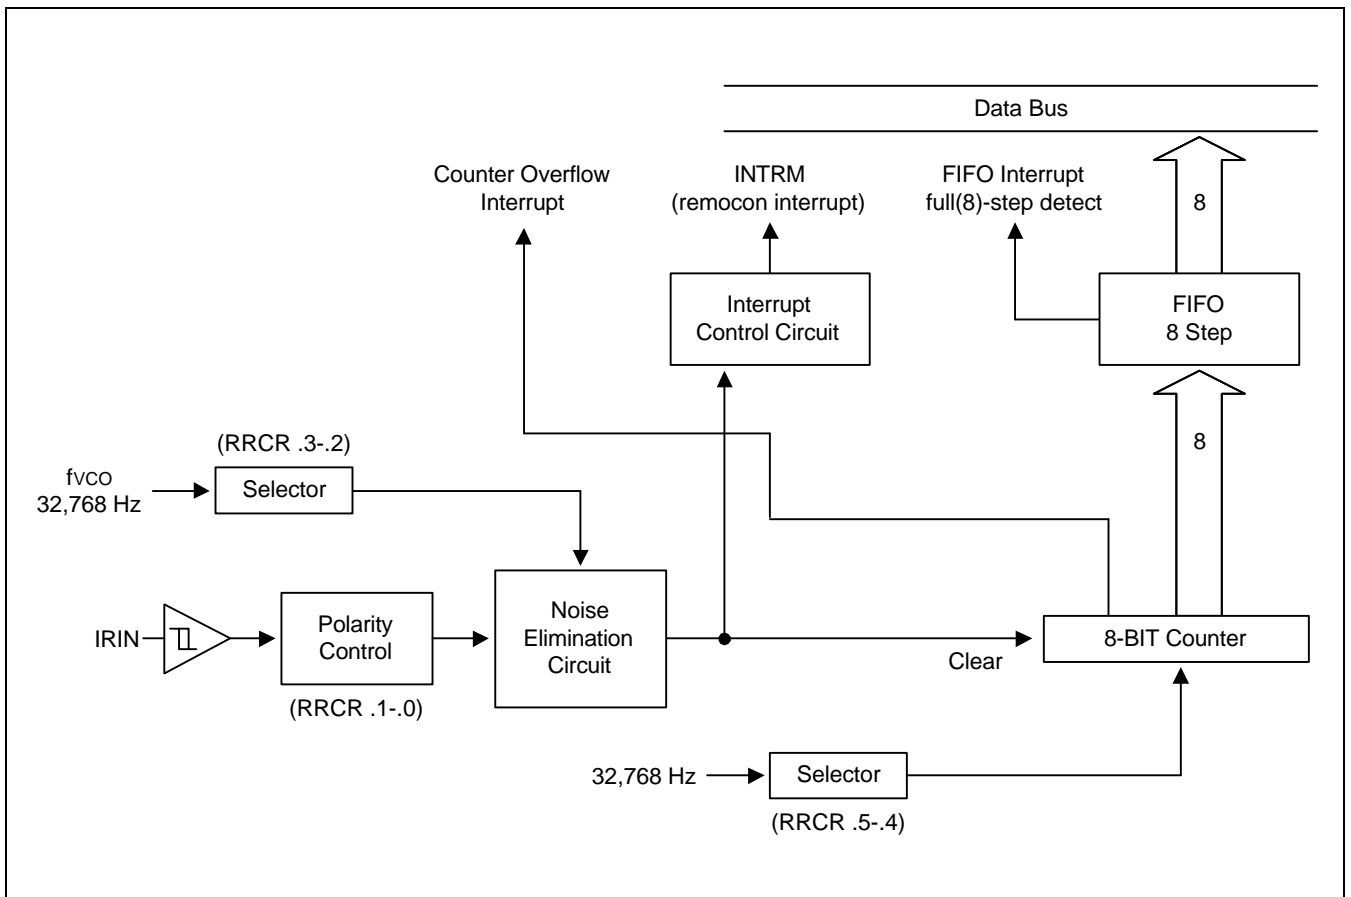 Data Bus
Counter Overflow
Interrupt
INTRM
(remocon interrupt)
FIFO Interrupt
full(8)-step detect
8
Interrupt
Control Circuit
FIFO
8 Step
(RRCR .3-.2)
8
fVCO
32,768 Hz
Selector
IRIN
Polarity
Control
Noise
Elimination
Circuit
8-BIT Counter
Clear
(RRCR .1-.0)
32,768 Hz
Selector
(RRCR .5-.4)